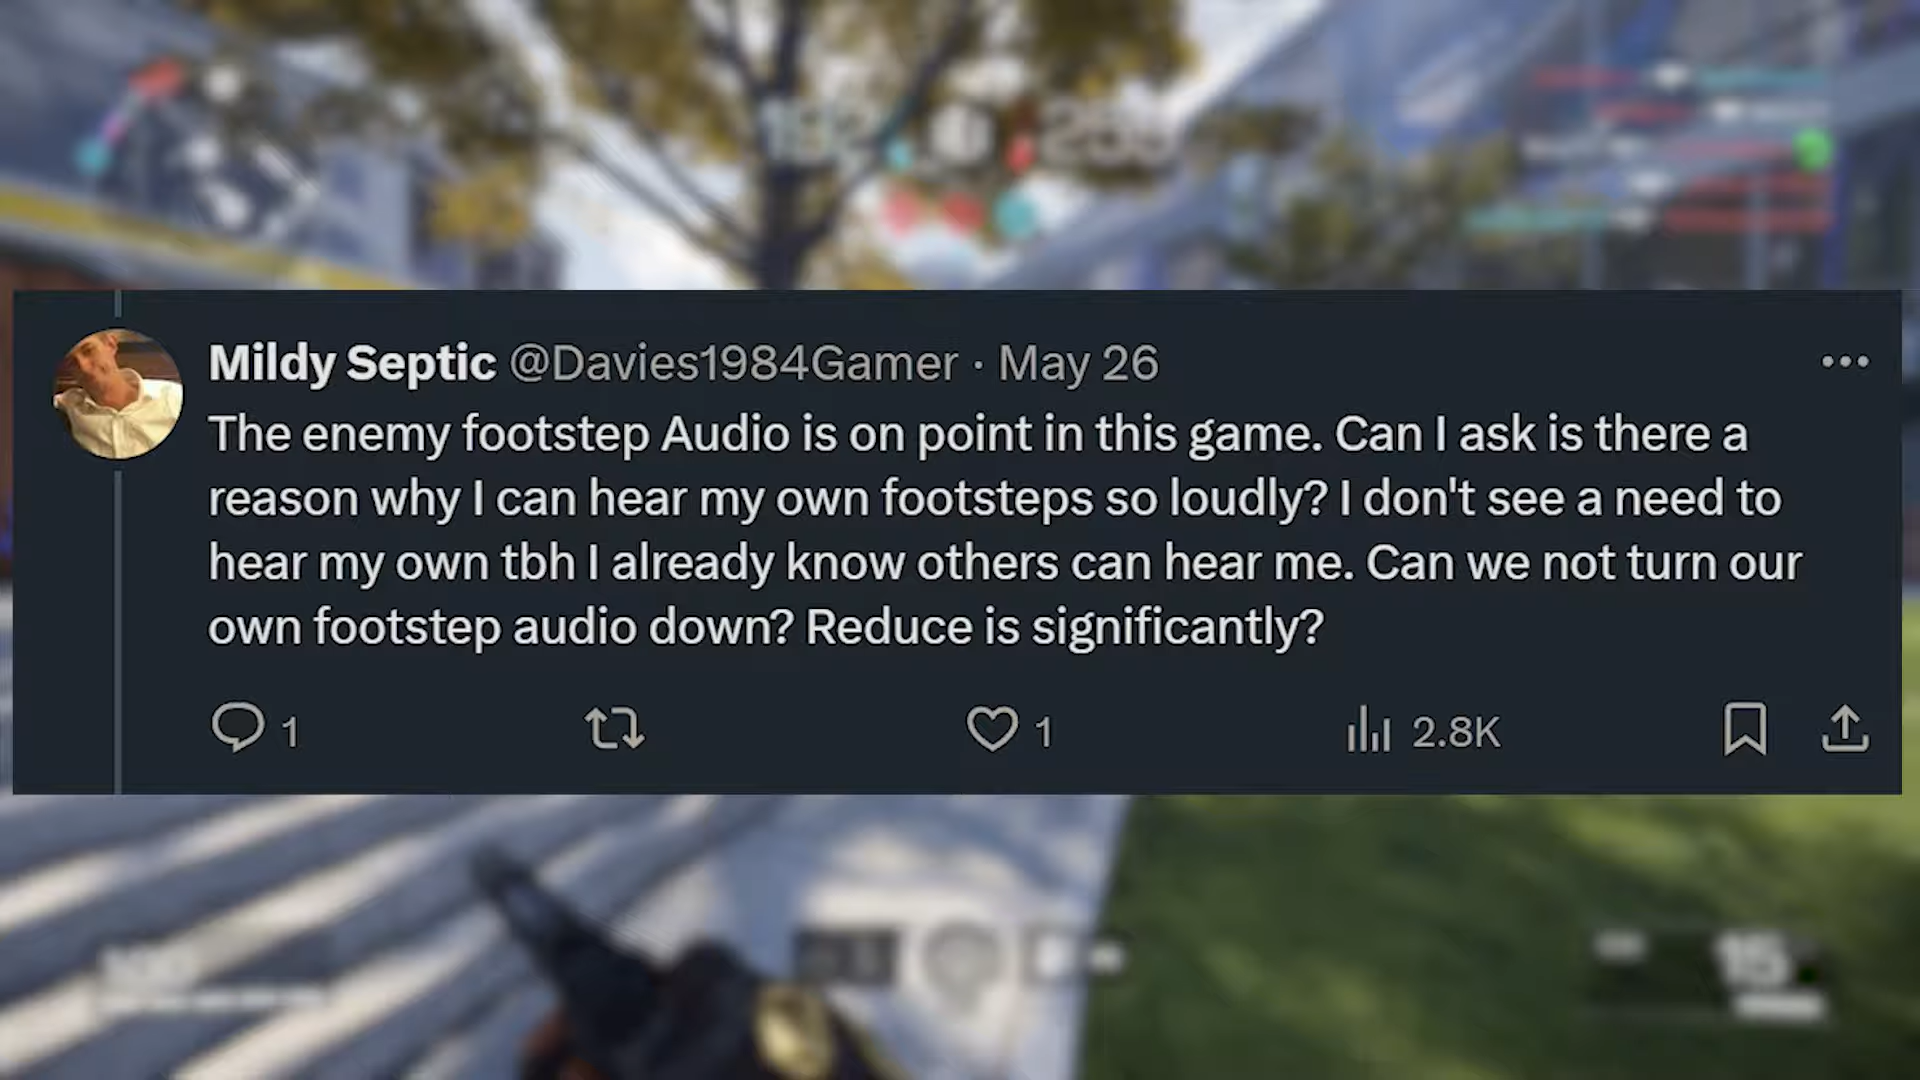 Mildy Septic @Davies1984Gamer · May 26
The enemy footstep Audio is on point in this game. Can I ask is there a
reason why I can hear my own footsteps so loudly? I don't see a need to
hear my own tbh I already know others can hear me. Can we not turn our
own footstep audio down? Reduce is significantly?
1
1
2.8K
15